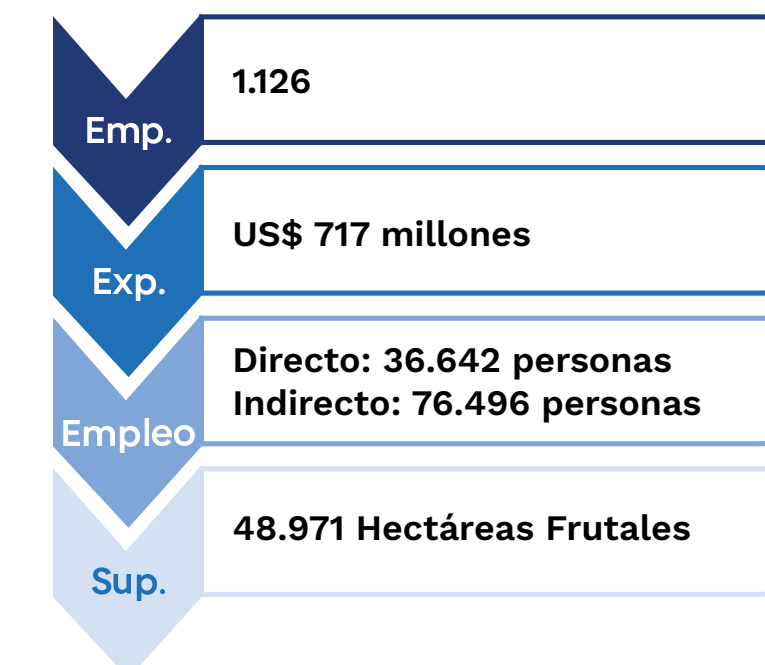 Emp.
1.126
Exp.
US$ 717 millones
Empleo
Directo: 36.642 personas
Indirecto: 76.496 personas
Sup.
48.971 Hectáreas Frutales